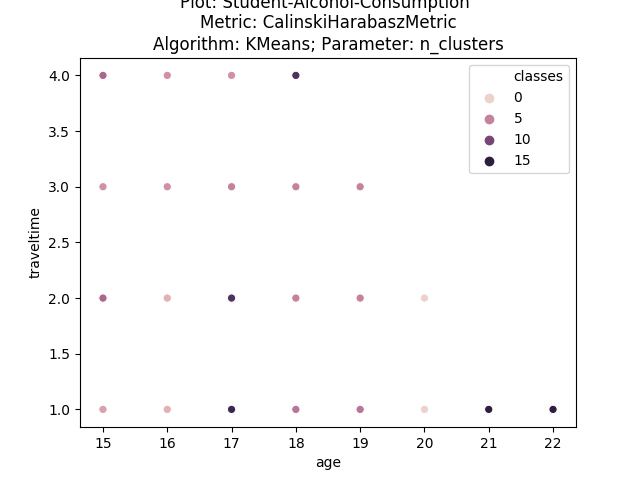 Plot: Student-Alcohol-Consumption
Metric: CalinskiHarabaszMetric
Algorithm: KMeans; Parameter: n_clusters
4.0
3.5
3.0
2.5
2.0
1.5
1.0
traveltime
classes
0
5
10
15
15 16 17 18 19 20 21 22
age